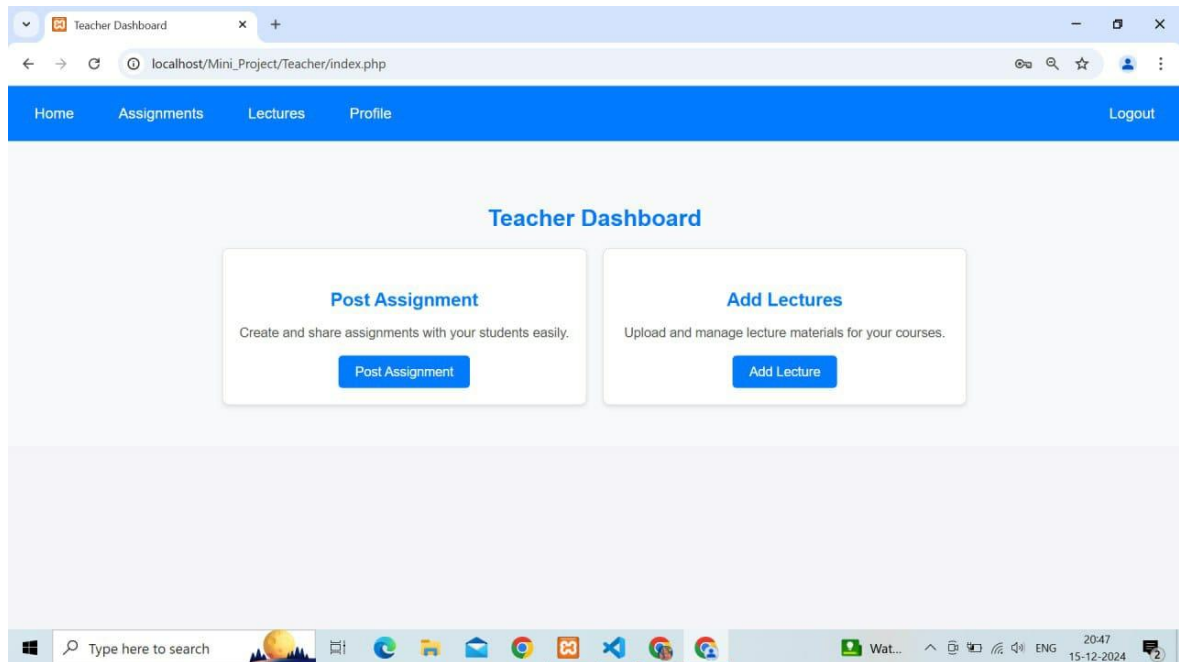 Teacher Dashboard
localhost/Mini_Project/Teacher/index.php
Home Assignments Lectures Profile Logout
Teacher Dashboard
Post Assignment
Create and share assignments with your students easily.
Post Assignment
Add Lectures
Upload and manage lecture materials for your courses.
Add Lecture
Type here to search
Wat...
ENG
20:47
15-12-2024
2